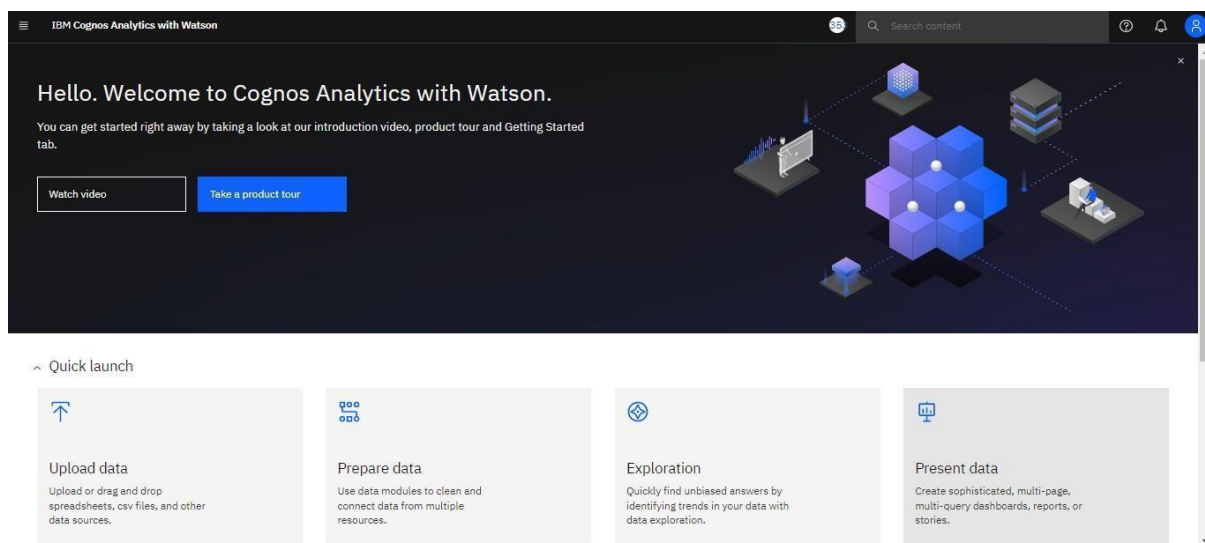 IBM Cognos Analytics with Watson
Search content
Hello. Welcome to Cognos Analytics with Watson.
You can get started right away by taking a look at our introduction video, product tour and Getting Started
tab.
Watch video
Take a product tour
Quick launch
Upload data
Upload or drag and drop
spreadsheets, csv files, and other
data sources.
Prepare data
Use data modules to clean and
connect data from multiple
resources.
Exploration
Quickly find unbiased answers by
identifying trends in your data with
data exploration.
Present data
Create sophisticated, multi-page,
multi-query dashboards, reports, or
stories.